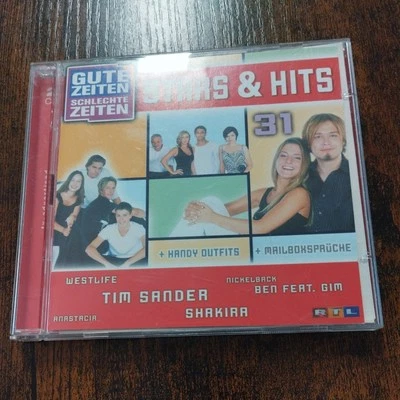 GUTE
ZEITEN
SCHLECHTE
ZEITEN
STARS & HITS
31
+ HANDY OUTFITS
+ MAILBOXSPRÜCHE
WESTLIFE
NICKELBACK
TIM SANDER
BEN FEAT. GIM
ANASTACIA
SHAKIRA